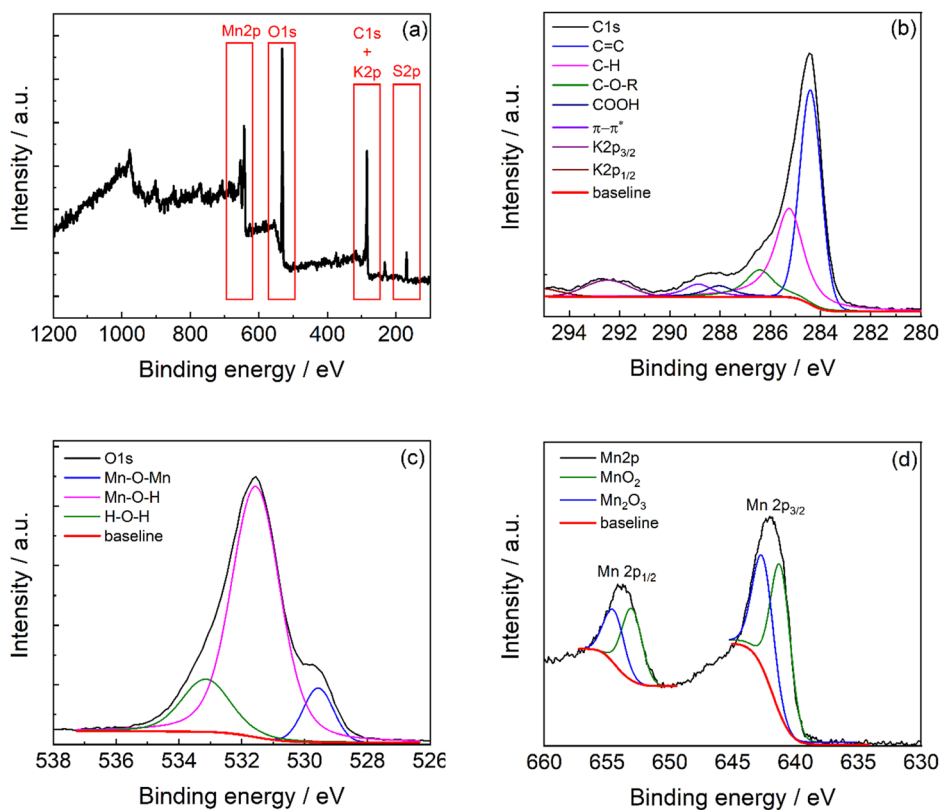 (a)
Mn2p O1s
C1s
+
K2p
S2p
Intensity / a.u.
1200 1000 800 600 400 200
Binding energy / eV
(b)
C1s
C=C
C-H
C-O-R
COOH
π-π*
K2p3/2
K2p1/2
baseline
Intensity / a.u.
294 292 290 288 286 284 282 280
Binding energy / eV
(c)
O1s
Mn-O-Mn
Mn-O-H
H-O-H
baseline
Intensity / a.u.
538 536 534 532 530 528 526
Binding energy / eV
(d)
Mn2p
MnO2
Mn2O3
baseline
Mn 2p3/2
Mn 2p1/2
Intensity / a.u.
660 655 650 645 640 635 630
Binding energy / eV